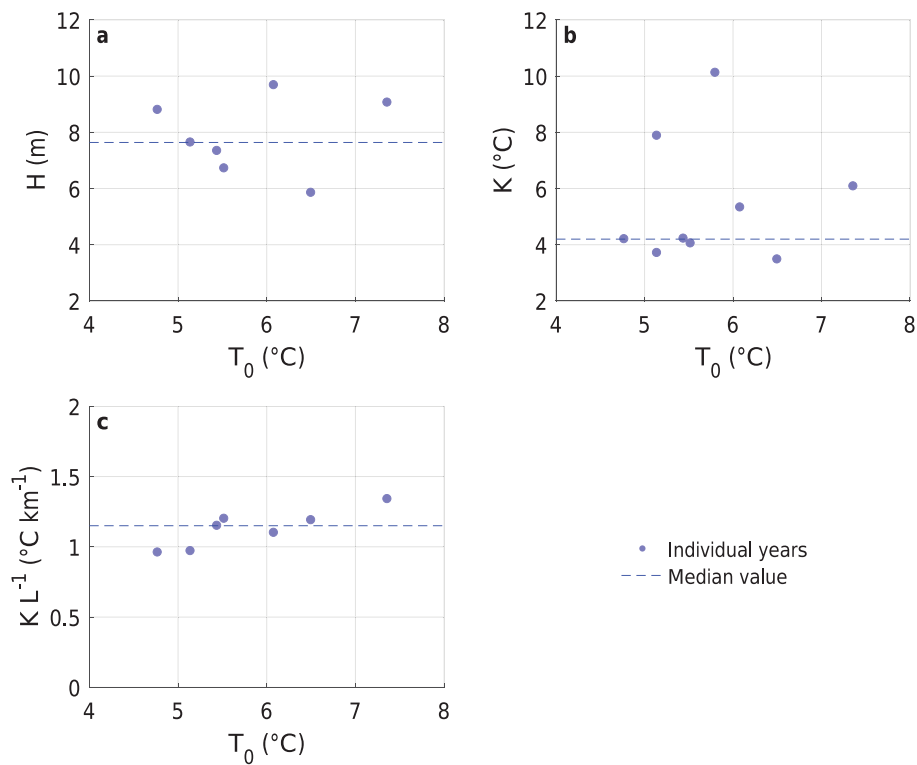 a
12
10
8
6
4
2
H (m)
4 5 6 7 8
T0 (°C)
b
12
10
8
6
4
2
K (°C)
4 5 6 7 8
T0 (°C)
c
2
1.5
1
0.5
0
K L-1 (°C km-1)
4 5 6 7 8
T0 (°C)
Individual years
Median value